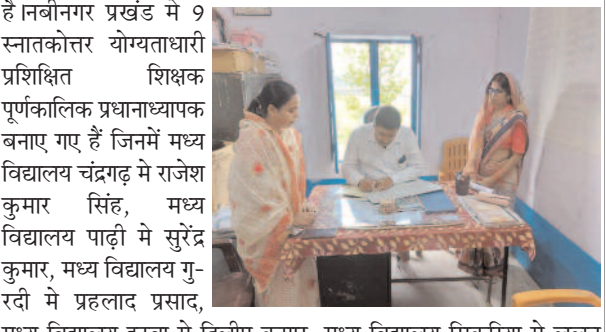 है।नबीनगर प्रखंड मे 9
स्नातकोत्तर योग्यताधारी
प्रशिक्षित शिक्षक
पूर्णकालिक प्रधानाध्यापक
बनाए गए हैं जिनमें मध्य
विद्यालय चंद्रगढ़ मे राजेश
कुमार सिंह, मध्य
विद्यालय पाढ़ी मे सुरेंद्र
कुमार, मध्य विद्यालय गु-
रदी मे प्रहलाद प्रसाद,